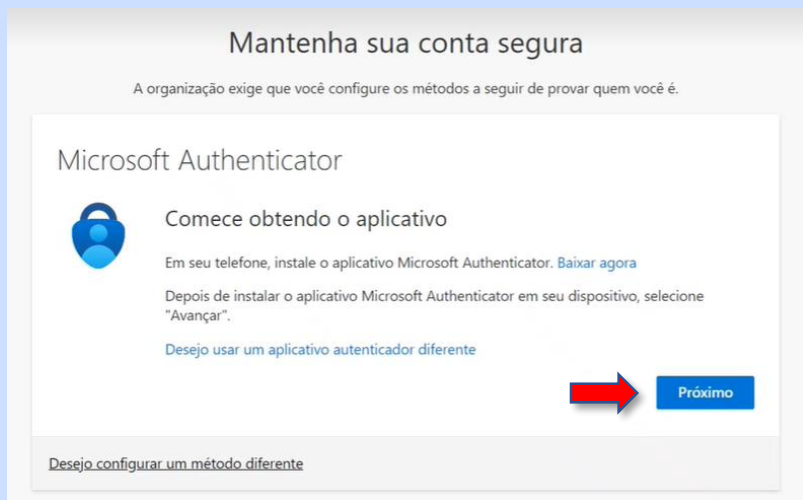 Mantenha sua conta segura
A organização exige que você configure os métodos a seguir de provar quem você é.
Microsoft Authenticator
Comece obtendo o aplicativo
Em seu telefone, instale o aplicativo Microsoft Authenticator. Baixar agora
Depois de instalar o aplicativo Microsoft Authenticator em seu dispositivo, selecione
"Avançar".
Desejo usar um aplicativo autenticador diferente
Próximo
Desejo configurar um método diferente